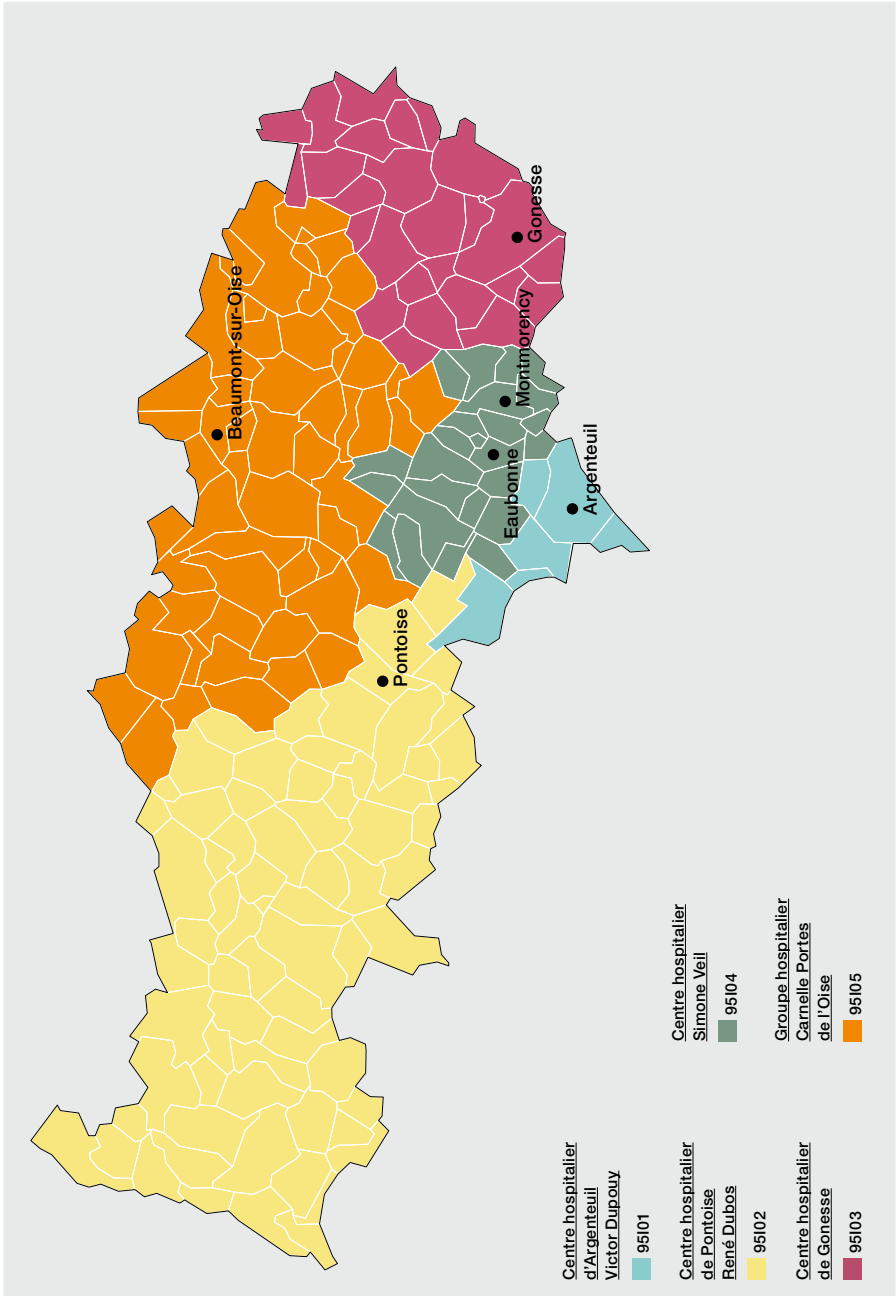 Beaumont-sur-Oise
Gonesse
Montmorency
Eaubonne
Argenteuil
Pontoise
Centre hospitalier
d'Argenteuil
Victor Dupouy
95I01
Centre hospitalier
de Pontoise
René Dubos
95I02
Centre hospitalier
de Gonesse
95I03
Centre hospitalier
Simone Veil
95I04
Groupe hospitalier
Carnelle Portes
de l'Oise
95I05